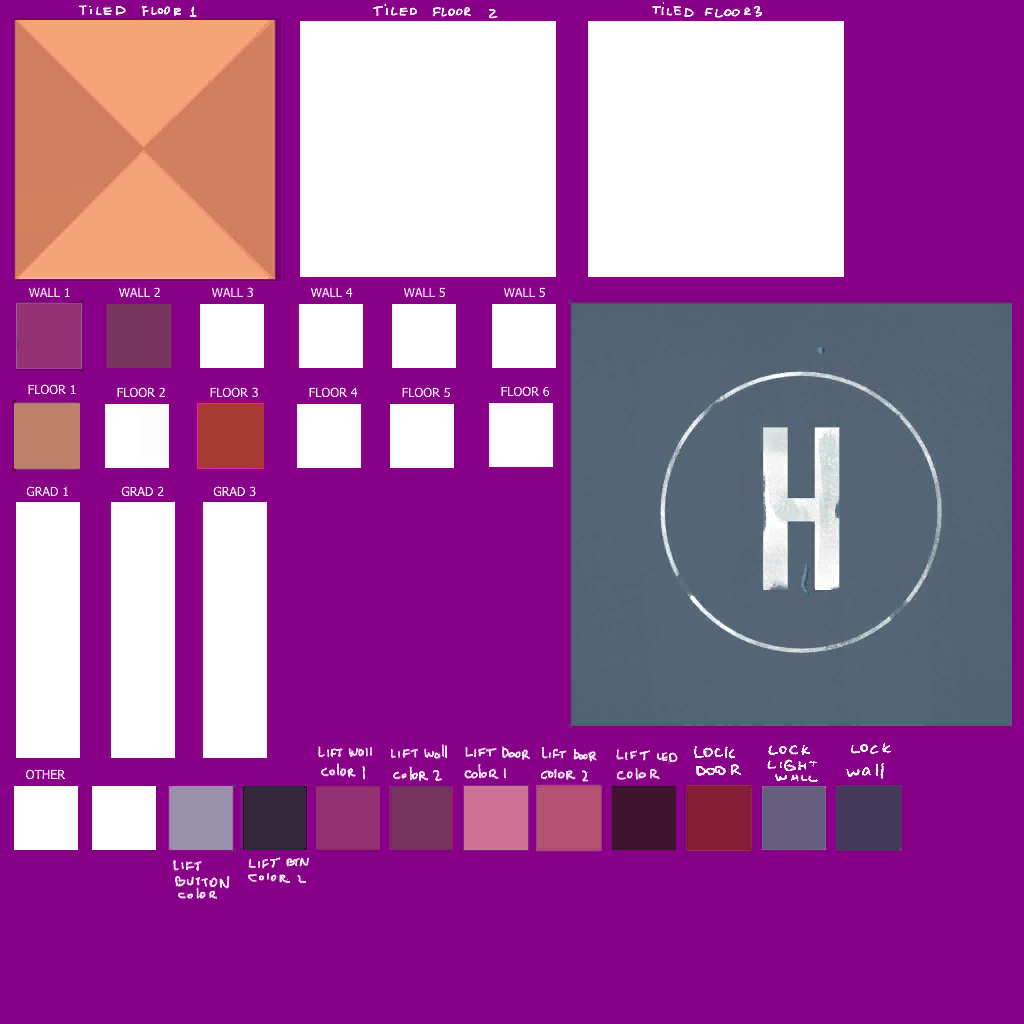 TILED FLOOR 1
TILED FLOOR 2
TILED FLOOR3
WALL 1
WALL 2
WALL 3
WALL 4
WALL 5
WALL 5
FLOOR 1
FLOOR 2
FLOOR 3
FLOOR 4
FLOOR 5
FLOOR 6
H
GRAD 1
GRAD 2
GRAD 3
OTHER
LIFT Wall
Color 1
LIFT Wall
Color 2
LIFT DOOR
Color 1
LIFT DOOR
Color 2
LIFT LED
COLOR
LOCK
DOOR
LOCK
LIGHT
WALL
LOCK
Wall
LIFT
BUTTON
Color
LIFT BTN
COLOR 2